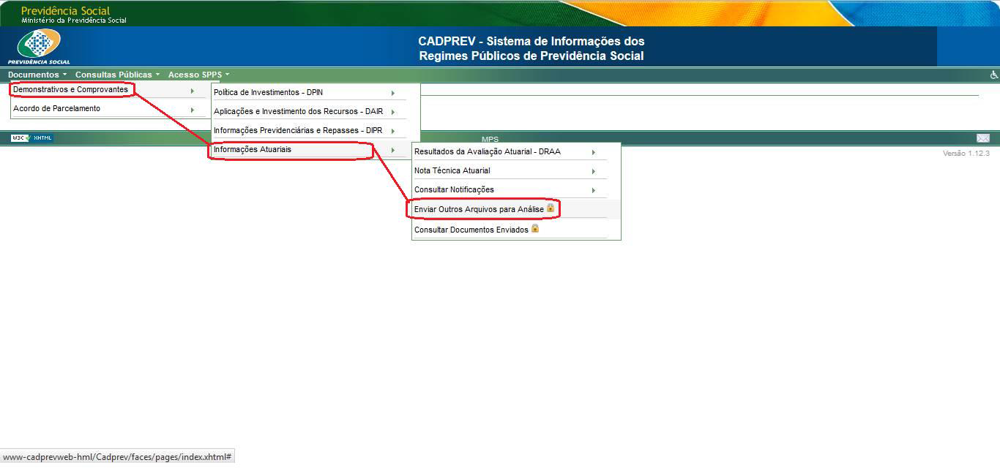 Previdência Social
Ministério da Previdência Social
PREVIDÊNCIA SOCIAL
CADPREV - Sistema de Informações dos
Regimes Públicos de Previdência Social
Documentos Consultas Públicas Acesso SPPS
Demonstrativos e Comprovantes
Acordo de Parcelamento
Política de Investimentos - DPIN
Aplicações e Investimento dos Recursos - DAIR
Informações Previdenciárias e Repasses - DIPR
Informações Atuariais
W3C XHTML
MPS
Versão 1.12.3
Resultados da Avaliação Atuarial - DRAA
Nota Técnica Atuarial
Consultar Notificações
Enviar Outros Arquivos para Análise
Consultar Documentos Enviados
www-cadprevweb-hml/Cadprev/faces/pages/index.xhtml#